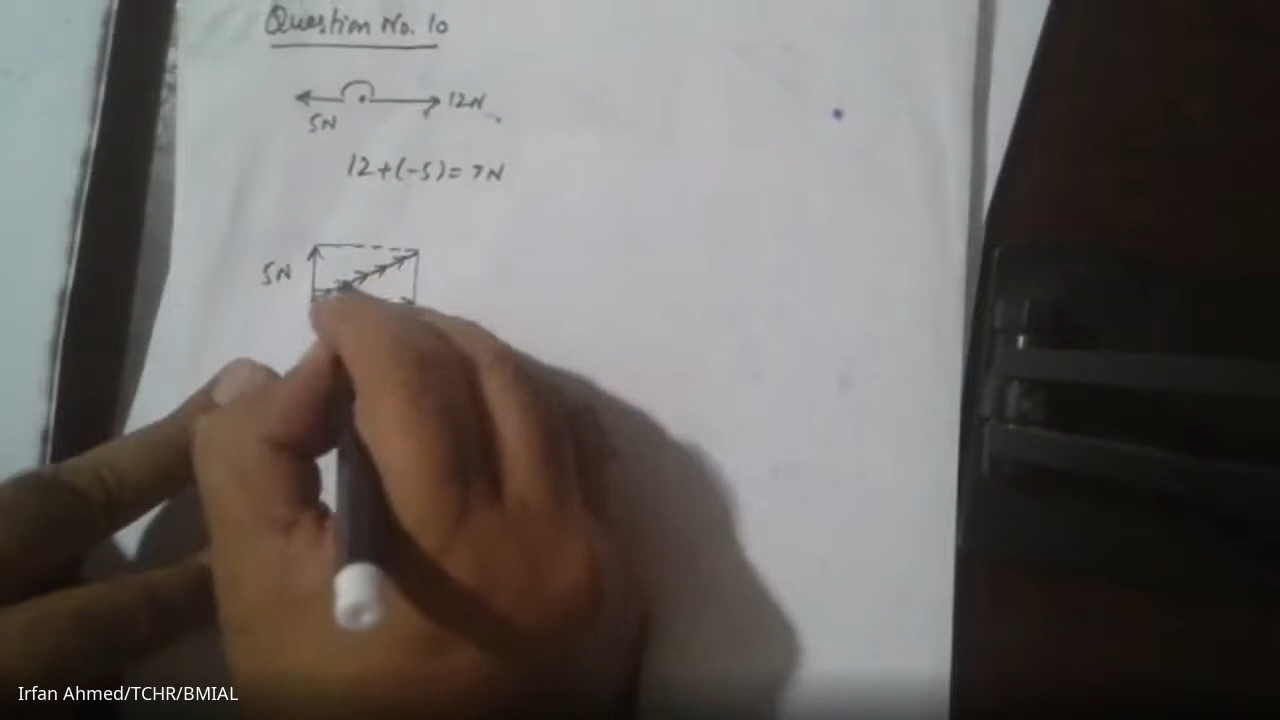 Question No. 10
12N
5N
12+(-5)= 7N
5N
Irfan Ahmed/TCHR/BMIAL